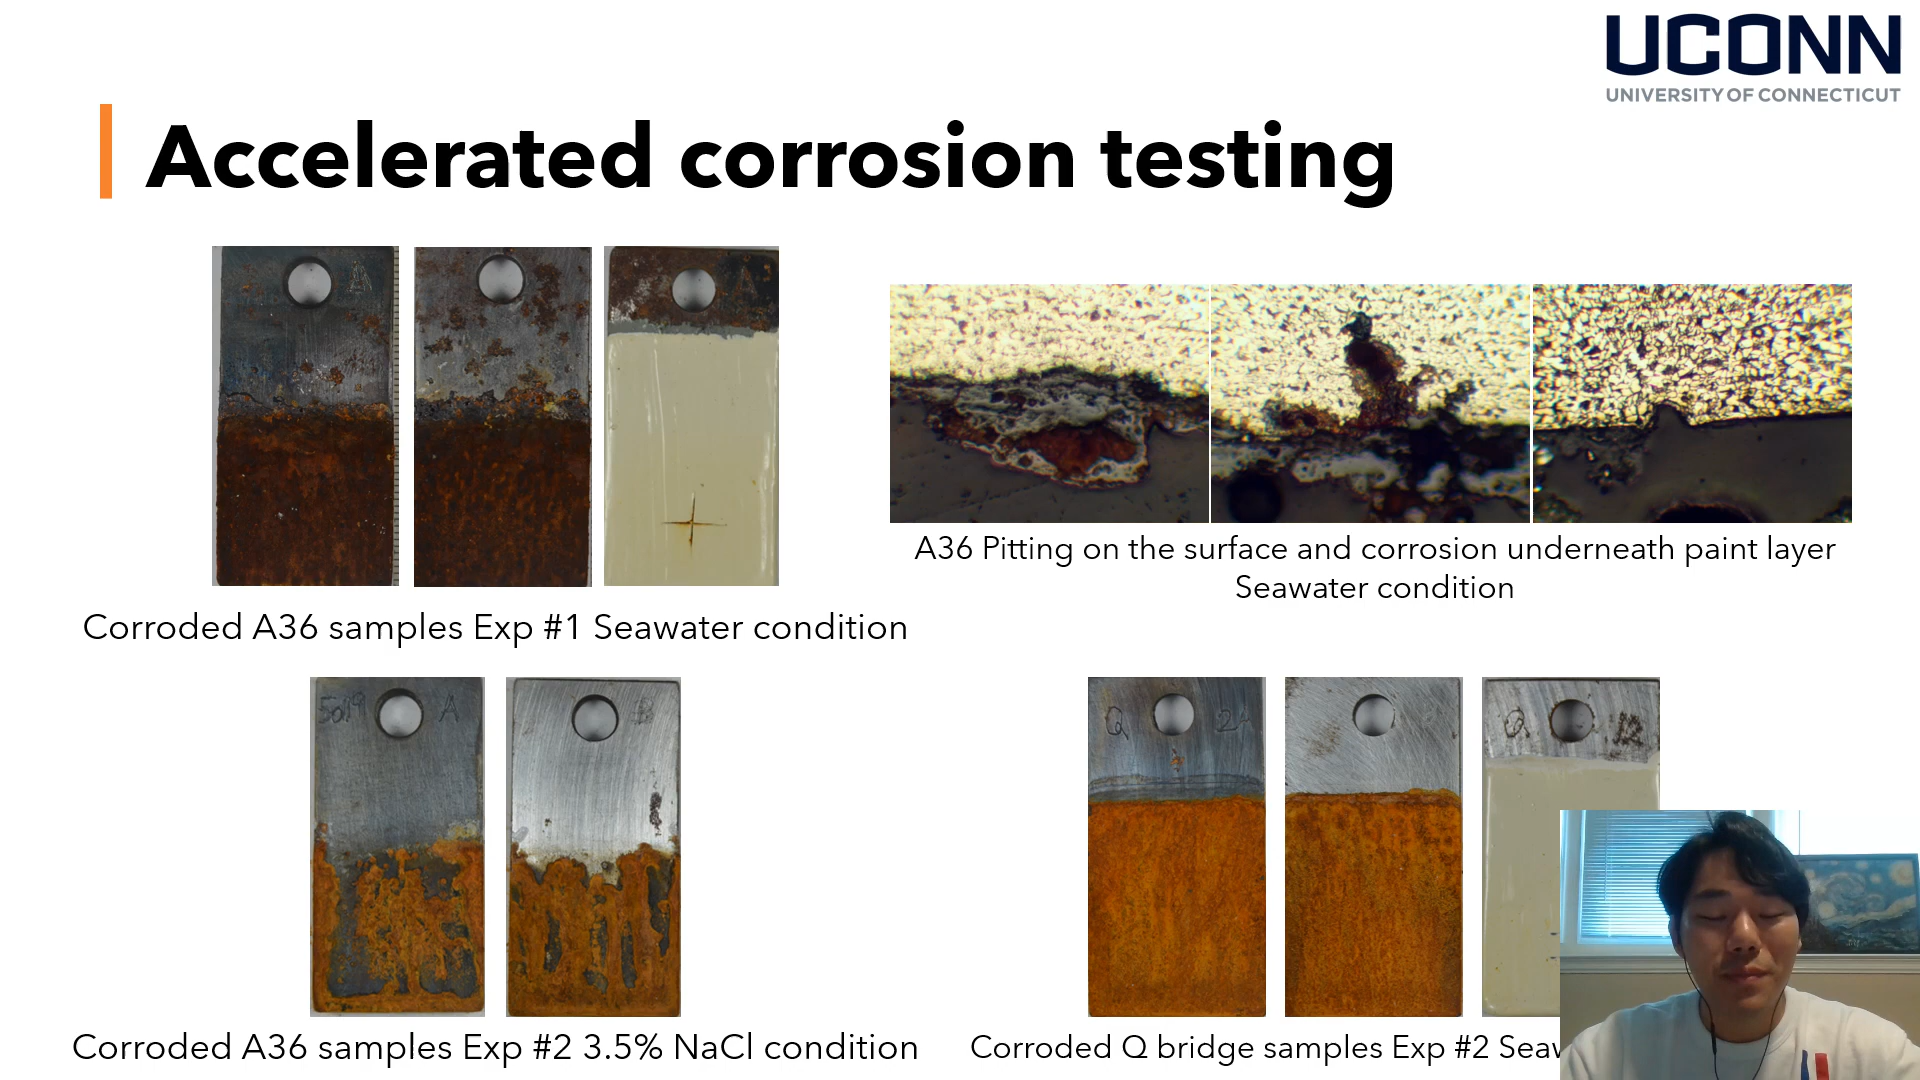 UCONN
UNIVERSITY OF CONNECTICUT
Accelerated corrosion testing
A
A
A36 Pitting on the surface and corrosion underneath paint layer
Seawater condition
Corroded A36 samples Exp #1 Seawater condition
A
B
Q 2A
Q
Corroded A36 samples Exp #2 3.5% NaCl condition
Corroded Q bridge samples Exp #2